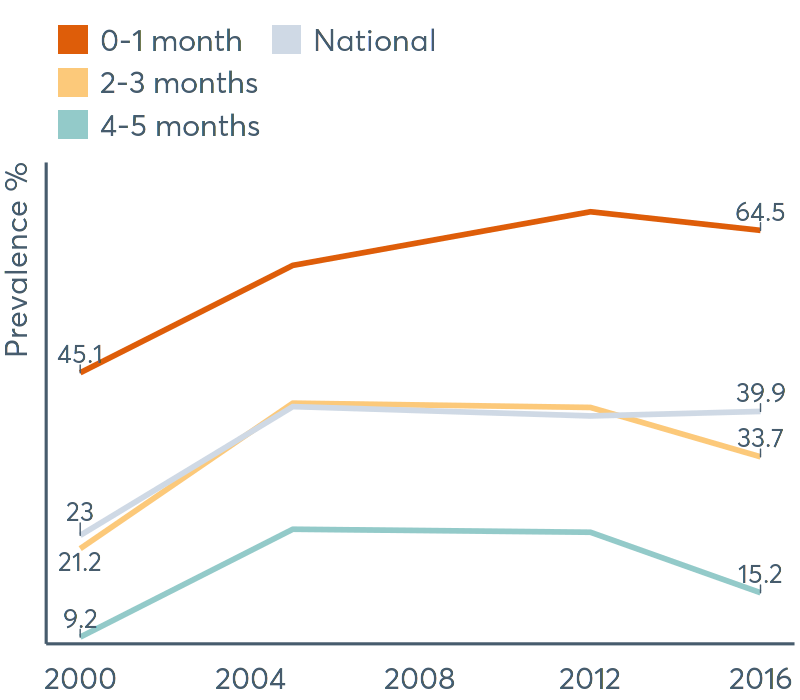 0-1 month
National
2-3 months
4-5 months
Prevalence %
64.5
45.1
39.9
33.7
23
21.2
15.2
9.2
2000 2004 2008 2012 2016